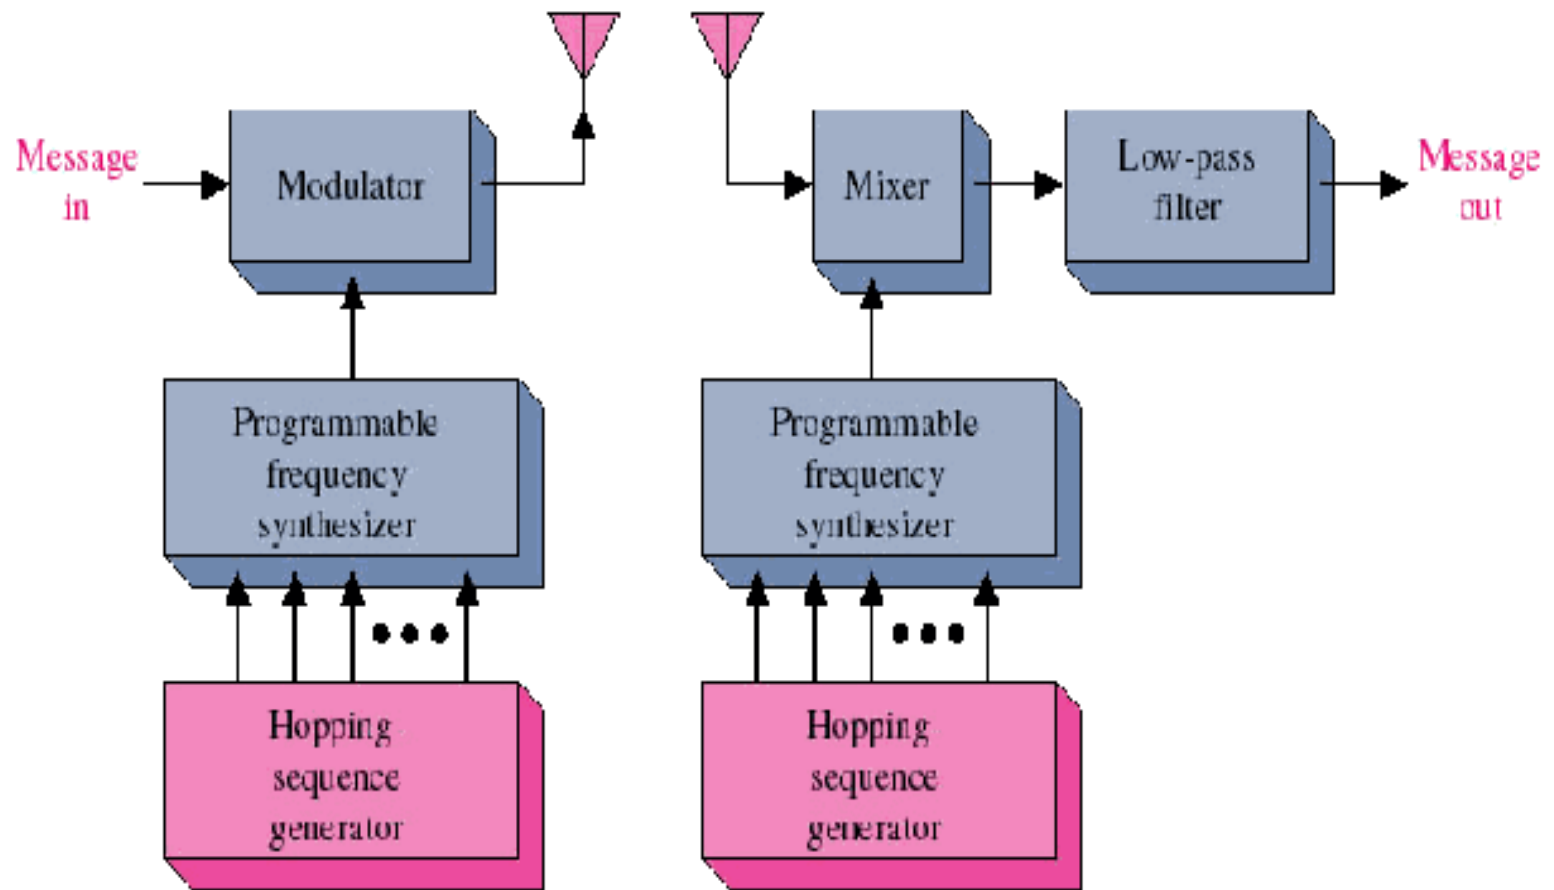 Message
in
Modulator
Mixer
Low-pass
filter
Message
out
Programmable
frequency
synthesizer
Programmable
frequency
synthesizer
Hopping
sequence
generator
Hopping
sequence
generator